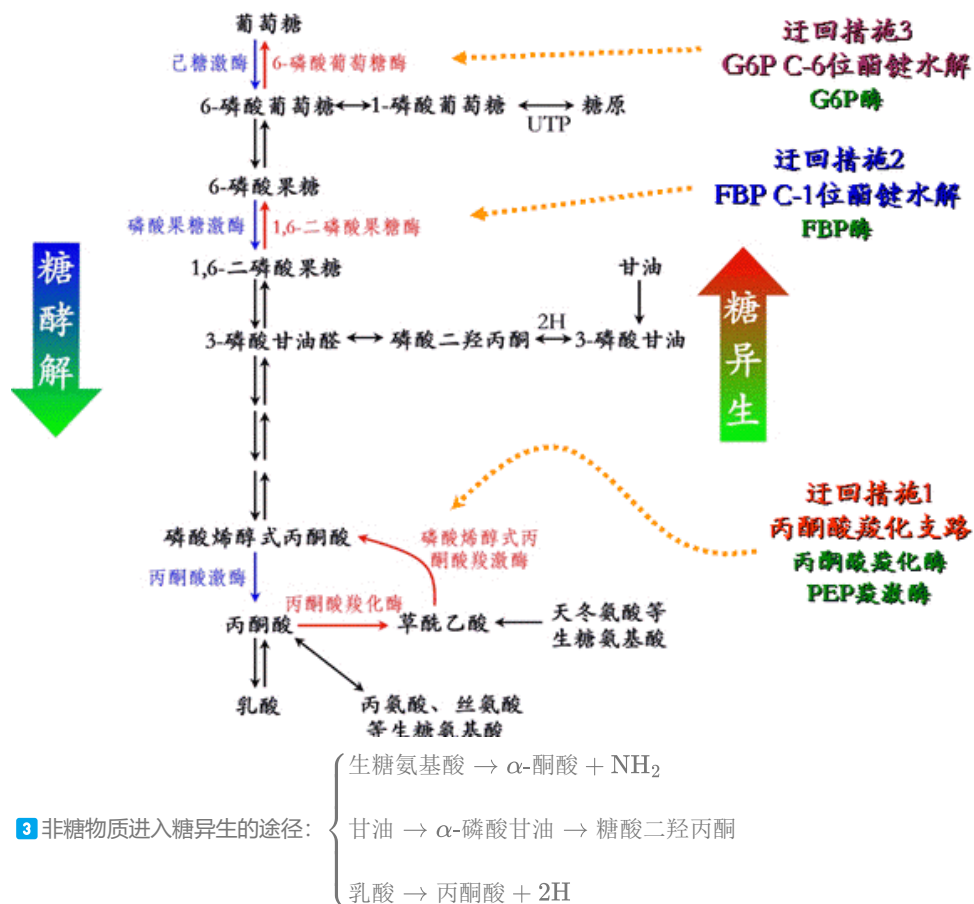 葡萄糖
己糖激酶
6-磷酸葡萄糖酶
迂回措施3
G6P C-6位酯键水解
G6P酶
6-磷酸葡萄糖
1-磷酸葡萄糖
糖原
UTP
6-磷酸果糖
迂回措施2
FBP C-1位酯键水解
FBP酶
磷酸果糖激酶
1,6-二磷酸果糖酶
1,6-二磷酸果糖
甘油
糖酵解
糖异生
2H
3-磷酸甘油醛
磷酸二羟丙酮
3-磷酸甘油
迂回措施1
丙酮酸羧化支路
丙酮酸羧化酶
PEP羧激酶
磷酸烯醇式丙酮酸
磷酸烯醇式丙
酮酸羧激酶
丙酮酸激酶
丙酮酸羧化酶
丙酮酸
草酰乙酸
天冬氨酸等
生糖氨基酸
乳酸
丙氨酸、丝氨酸
等生糖氨基酸
3 非糖物质进入糖异生的途径：
生糖氨基酸 → α-酮酸 + NH₂
甘油 → α-磷酸甘油 → 糖酸二羟丙酮
乳酸 → 丙酮酸 + 2H